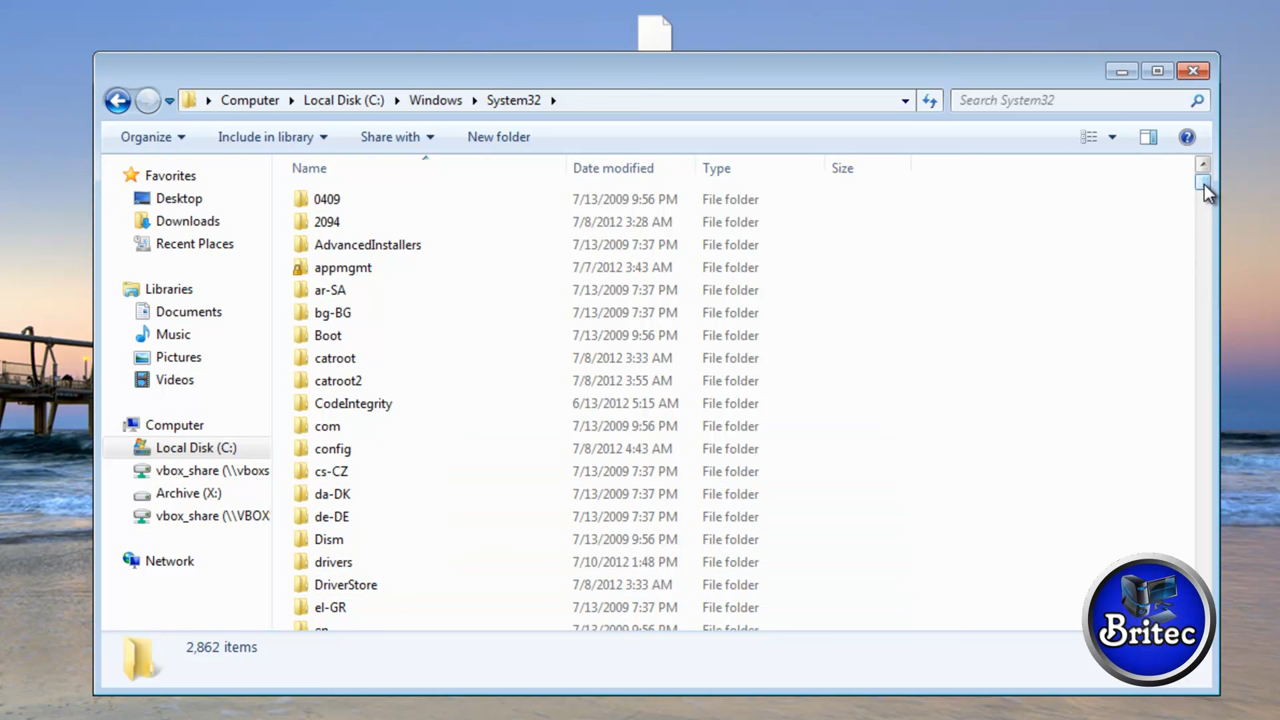 Computer Local Disk (C:) Windows System32
Search System32
Organize Include in library Share with New folder
Name Date modified Type Size
Favorites
Desktop
Downloads
Recent Places
Libraries
Documents
Music
Pictures
Videos
Computer
Local Disk (C:)
vbox_share (\\vboxs
Archive (X:)
vbox_share (\\VBOX
Network
0409 7/13/2009 9:56 PM File folder
2094 7/8/2012 3:28 AM File folder
AdvancedInstallers 7/13/2009 7:37 PM File folder
appmgmt 7/7/2012 3:43 AM File folder
ar-SA 7/13/2009 7:37 PM File folder
bg-BG 7/13/2009 7:37 PM File folder
Boot 7/13/2009 9:56 PM File folder
catroot 7/8/2012 3:33 AM File folder
catroot2 7/8/2012 3:55 AM File folder
CodeIntegrity 6/13/2012 5:15 AM File folder
com 7/13/2009 9:56 PM File folder
config 7/8/2012 4:43 AM File folder
cs-CZ 7/13/2009 7:37 PM File folder
da-DK 7/13/2009 7:37 PM File folder
de-DE 7/13/2009 7:37 PM File folder
Dism 7/13/2009 9:56 PM File folder
drivers 7/10/2012 1:48 PM File folder
DriverStore 7/8/2012 3:33 AM File folder
el-GR 7/13/2009 7:37 PM File folder
en 7/13/2009 9:56 PM File folder
2,862 items
Britec